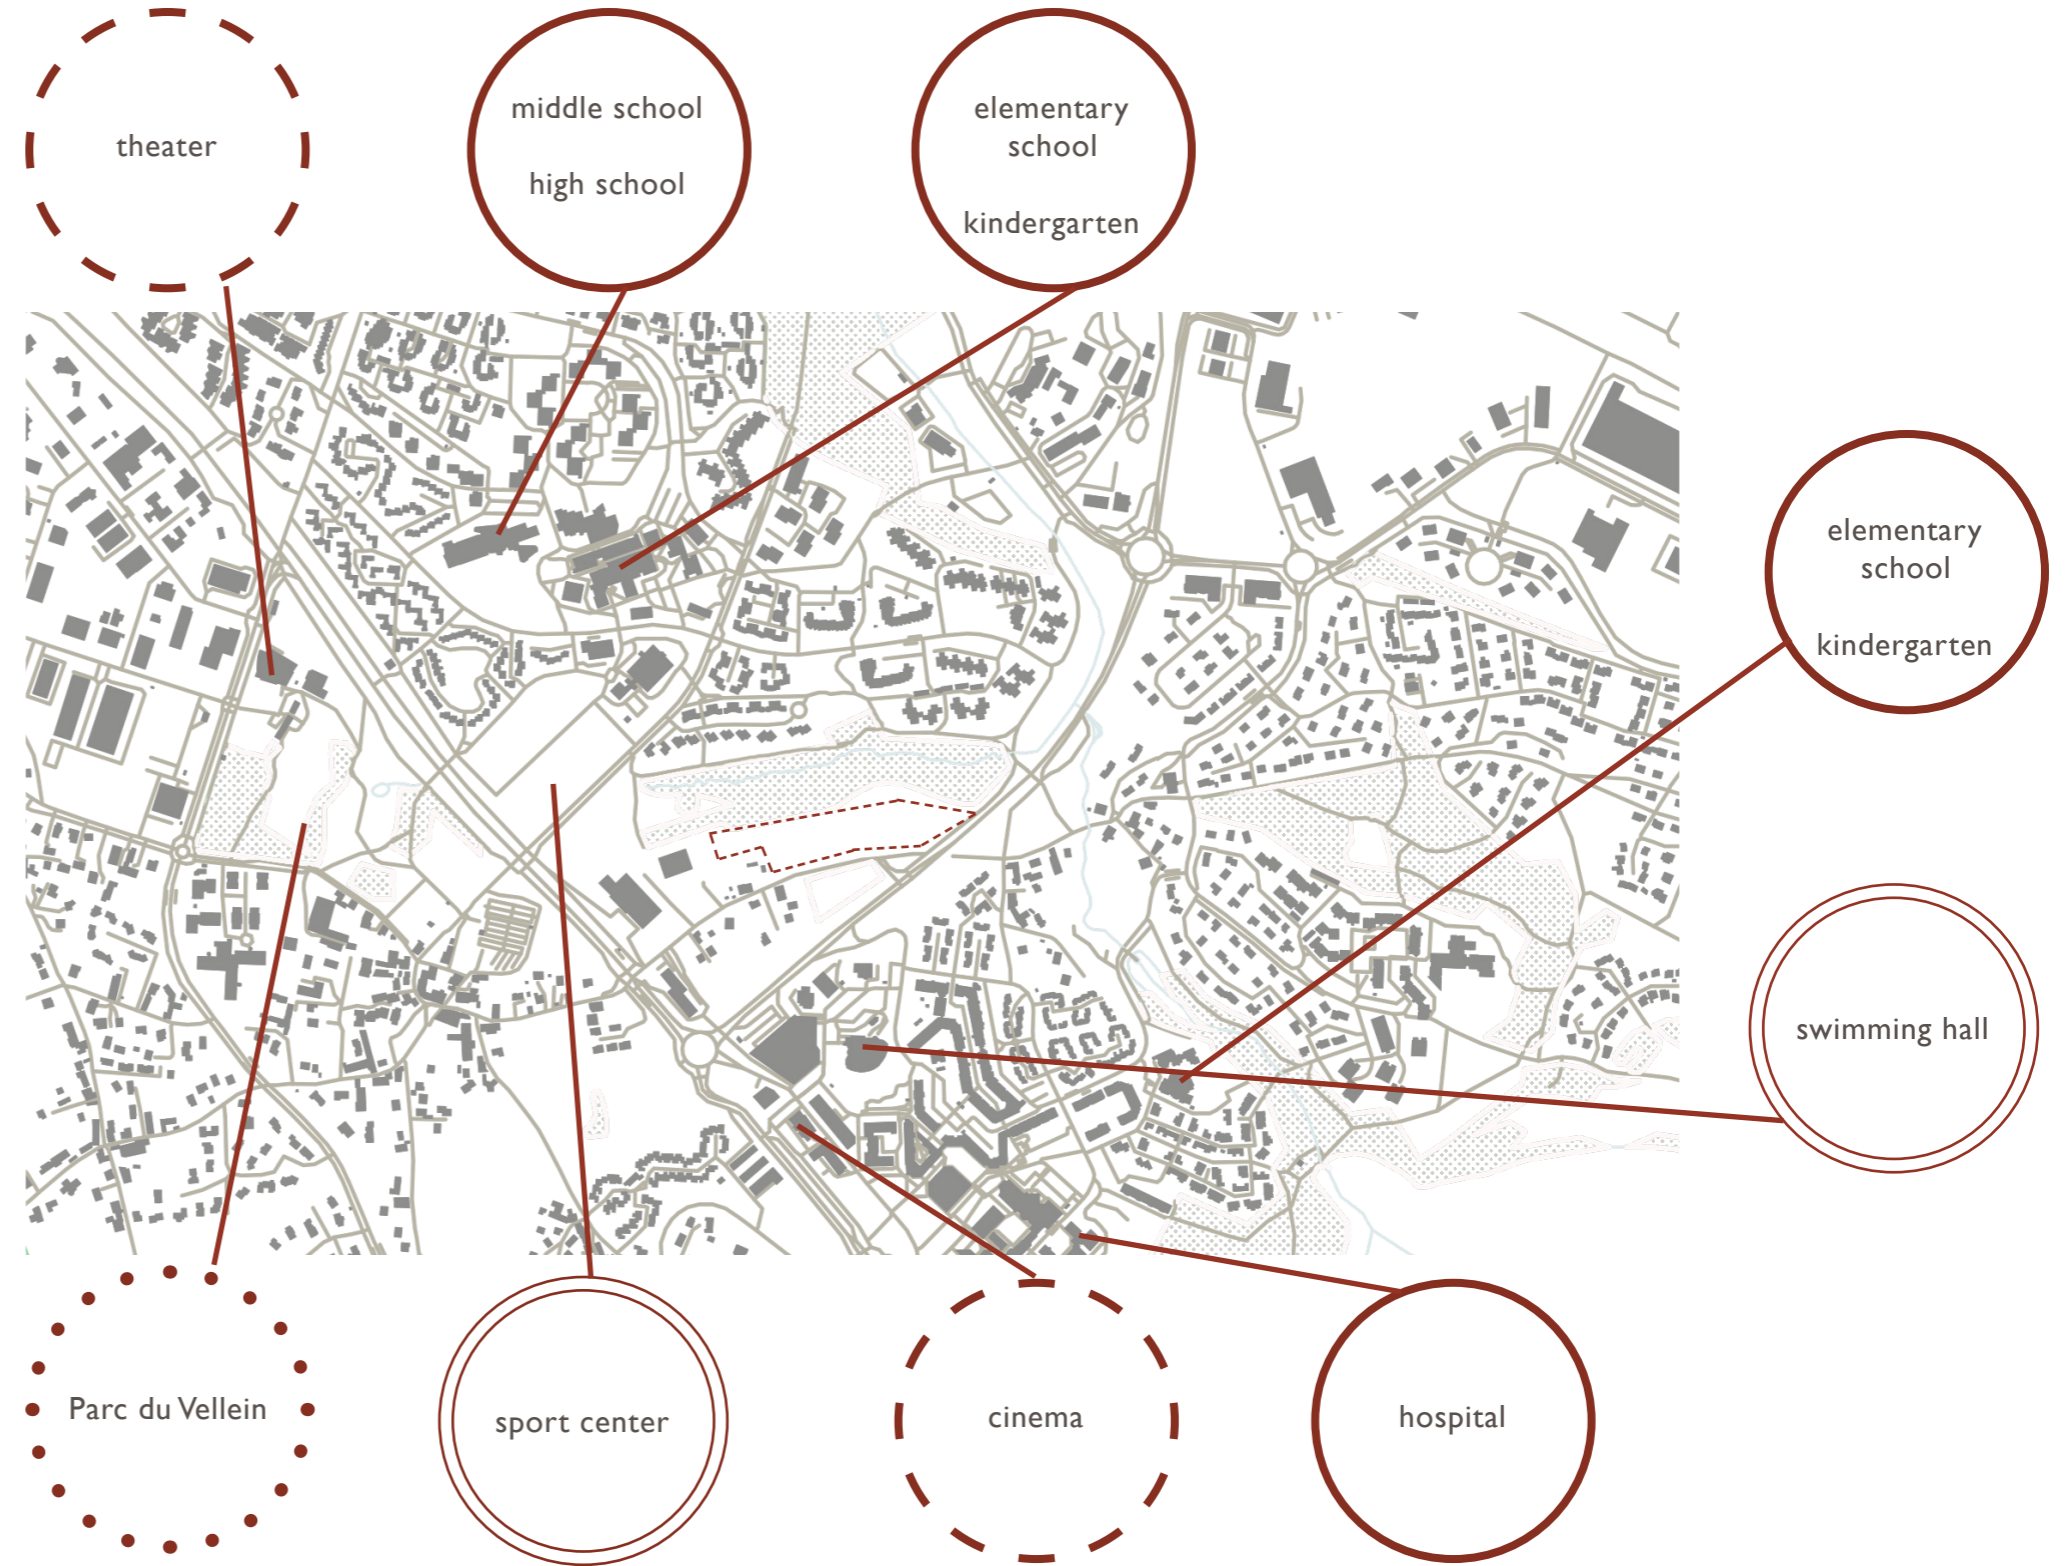 theater
middle school
high school
elementary
school
kindergarten
elementary
school
kindergarten
swimming hall
Parc du Vellein
sport center
cinema
hospital